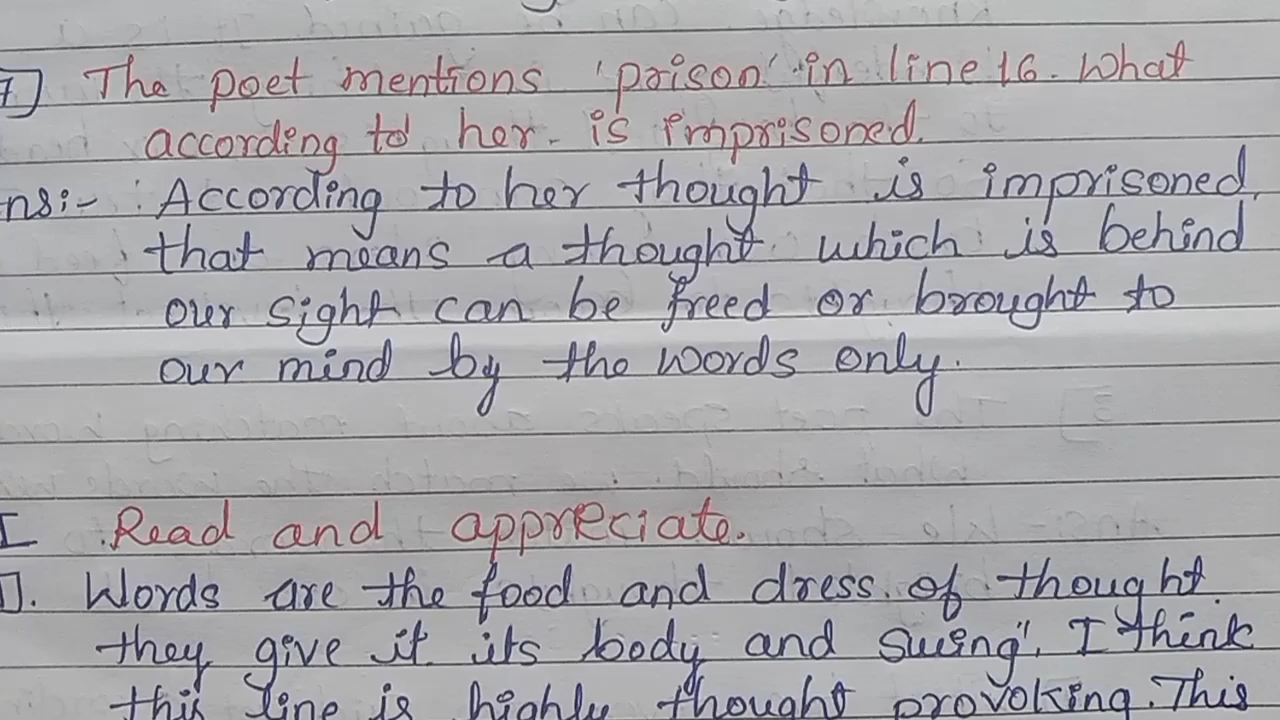 7] The poet mentions 'prison' in line 16. What
according to her. is imprisoned.
ns:- According to her thought is imprisoned,
that means a thought which is behind
our sight can be freed or brought to
our mind by the words only.
I Read and appreciate.
Words are the food and dress of thought
they give it its body and swing". I think
this line is highly thought provoking. This